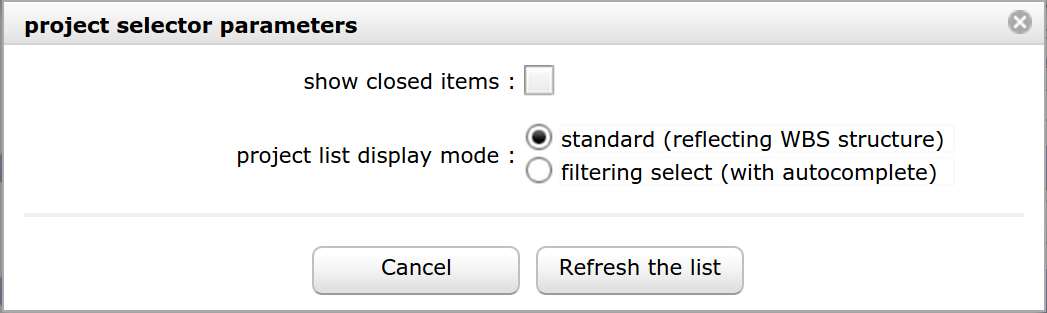 project selector parameters
show closed items :
project list display mode :
standard (reflecting WBS structure)
filtering select (with autocomplete)
Cancel
Refresh the list